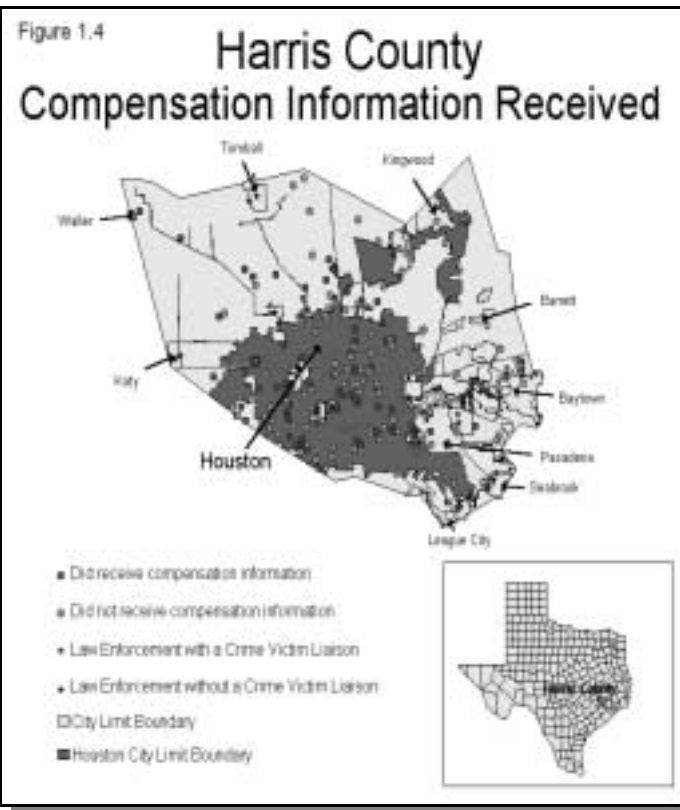 Figure 1.4
Harris County
Compensation Information Received
Tomball
Kingwood
Waller
Barrett
Katy
Baytown
Houston
Pasadena
Seabrook
League City
Did receive compensation information
Did not receive compensation information
Law Enforcement with a Crime Victim Liaison
Law Enforcement without a Crime Victim Liaison
City Limit Boundary
Houston City Limit Boundary
Harris County